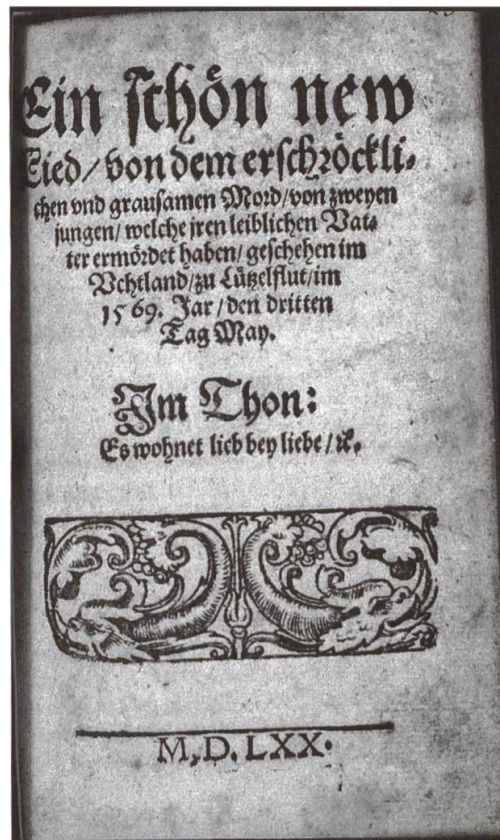 Ein schön new
Lied/ von dem erschröckli-
chen vnd grausamen Mord/ von zweyen
jungen/ welche jren leiblichen Vat-
ter ermördet haben/ geschehen im
Vchtland/ zu Lützelflut/ im
1569. Jar/ den dritten
Tag May.
Im Thon:
Es wohnet lieb bey liebe/ ꝛc.
M.D.LXX.